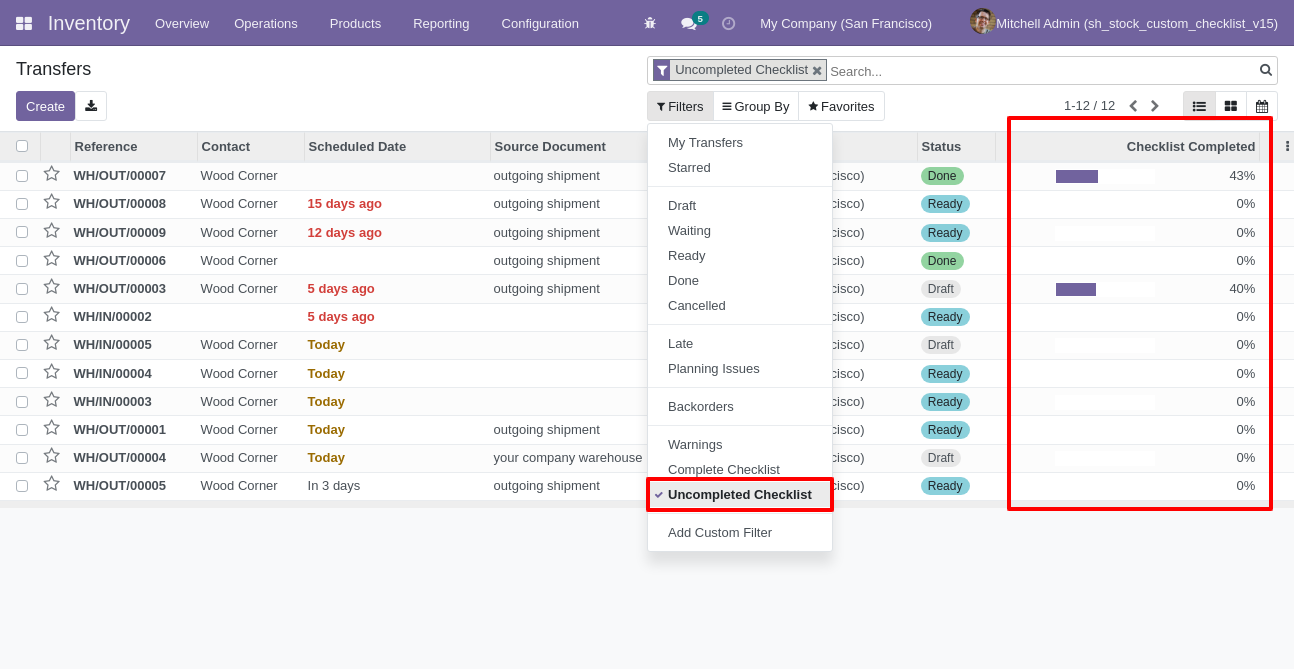 Inventory Overview Operations Products Reporting Configuration 5 My Company (San Francisco) Mitchell Admin (sh_stock_custom_checklist_v15)
Transfers
Uncompleted Checklist Search...
Create
Filters Group By Favorites 1-12 / 12
Reference Contact Scheduled Date Source Document Status Checklist Completed
WH/OUT/00007 Wood Corner outgoing shipment cisco) Done 43%
WH/OUT/00008 Wood Corner 15 days ago outgoing shipment cisco) Ready 0%
WH/OUT/00009 Wood Corner 12 days ago outgoing shipment cisco) Ready 0%
WH/OUT/00006 Wood Corner outgoing shipment cisco) Done 0%
WH/OUT/00003 Wood Corner 5 days ago outgoing shipment cisco) Draft 40%
WH/IN/00002 5 days ago cisco) Ready 0%
WH/IN/00005 Wood Corner Today cisco) Draft 0%
WH/IN/00004 Wood Corner Today cisco) Ready 0%
WH/IN/00003 Wood Corner Today cisco) Ready 0%
WH/OUT/00001 Wood Corner Today outgoing shipment cisco) Ready 0%
WH/OUT/00004 Wood Corner Today your company warehouse cisco) Draft 0%
WH/OUT/00005 Wood Corner In 3 days outgoing shipment cisco) Ready 0%
My Transfers
Starred
Draft
Waiting
Ready
Done
Cancelled
Late
Planning Issues
Backorders
Warnings
Complete Checklist
Uncompleted Checklist
Add Custom Filter